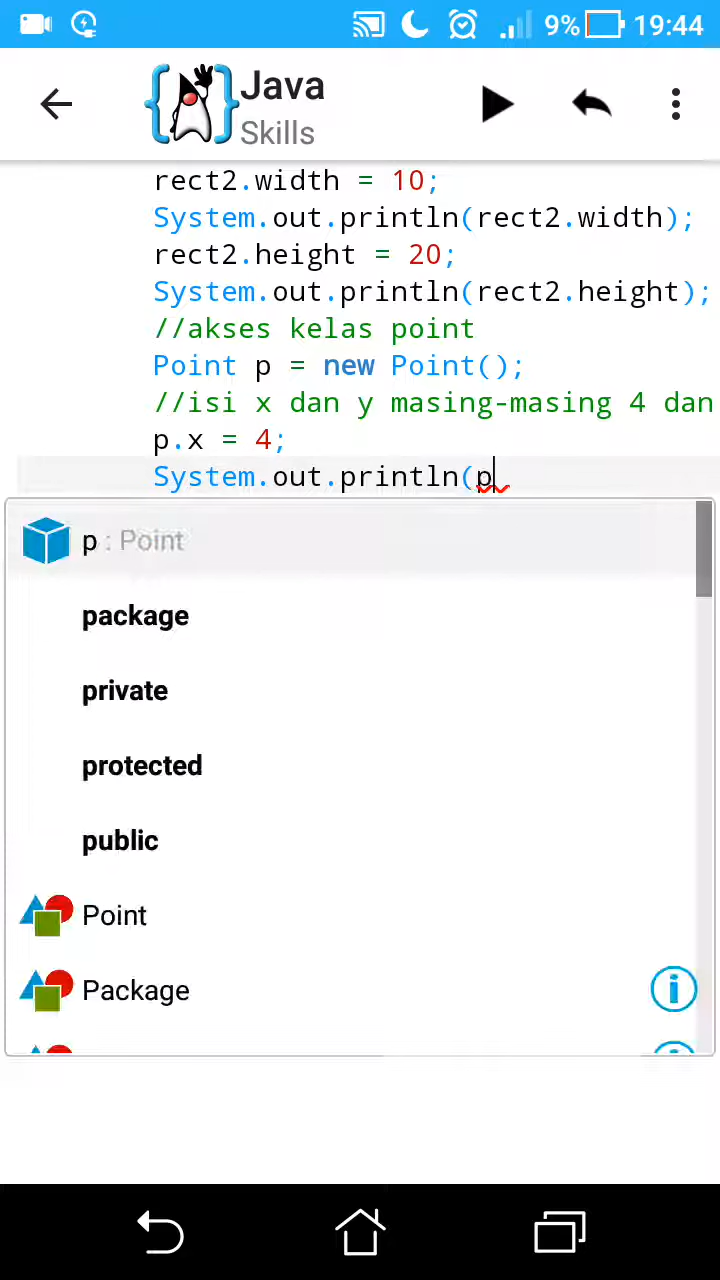 9% 19:44
Java
Skills
rect2.width = 10;
System.out.println(rect2.width);
rect2.height = 20;
System.out.println(rect2.height);
//akses kelas point
Point p = new Point();
//isi x dan y masing-masing 4 dan
p.x = 4;
System.out.println(p
p : Point
package
private
protected
public
Point
Package